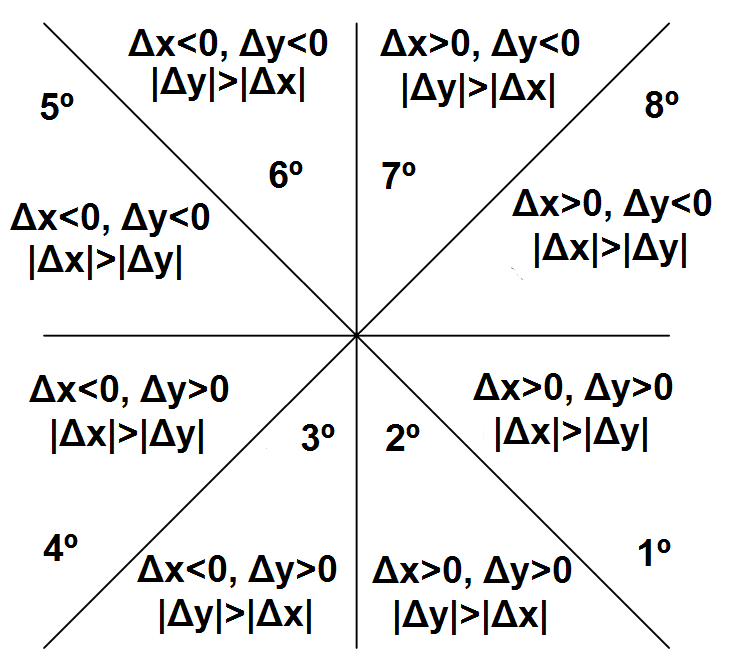 Δx<0, Δy<0
|Δy|>|Δx|
Δx>0, Δy<0
|Δy|>|Δx|
5º
8º
6º
7º
Δx<0, Δy<0
|Δx|>|Δy|
Δx>0, Δy<0
|Δx|>|Δy|
Δx<0, Δy>0
|Δx|>|Δy|
Δx>0, Δy>0
|Δx|>|Δy|
3º
2º
4º
1º
Δx<0, Δy>0
|Δy|>|Δx|
Δx>0, Δy>0
|Δy|>|Δx|